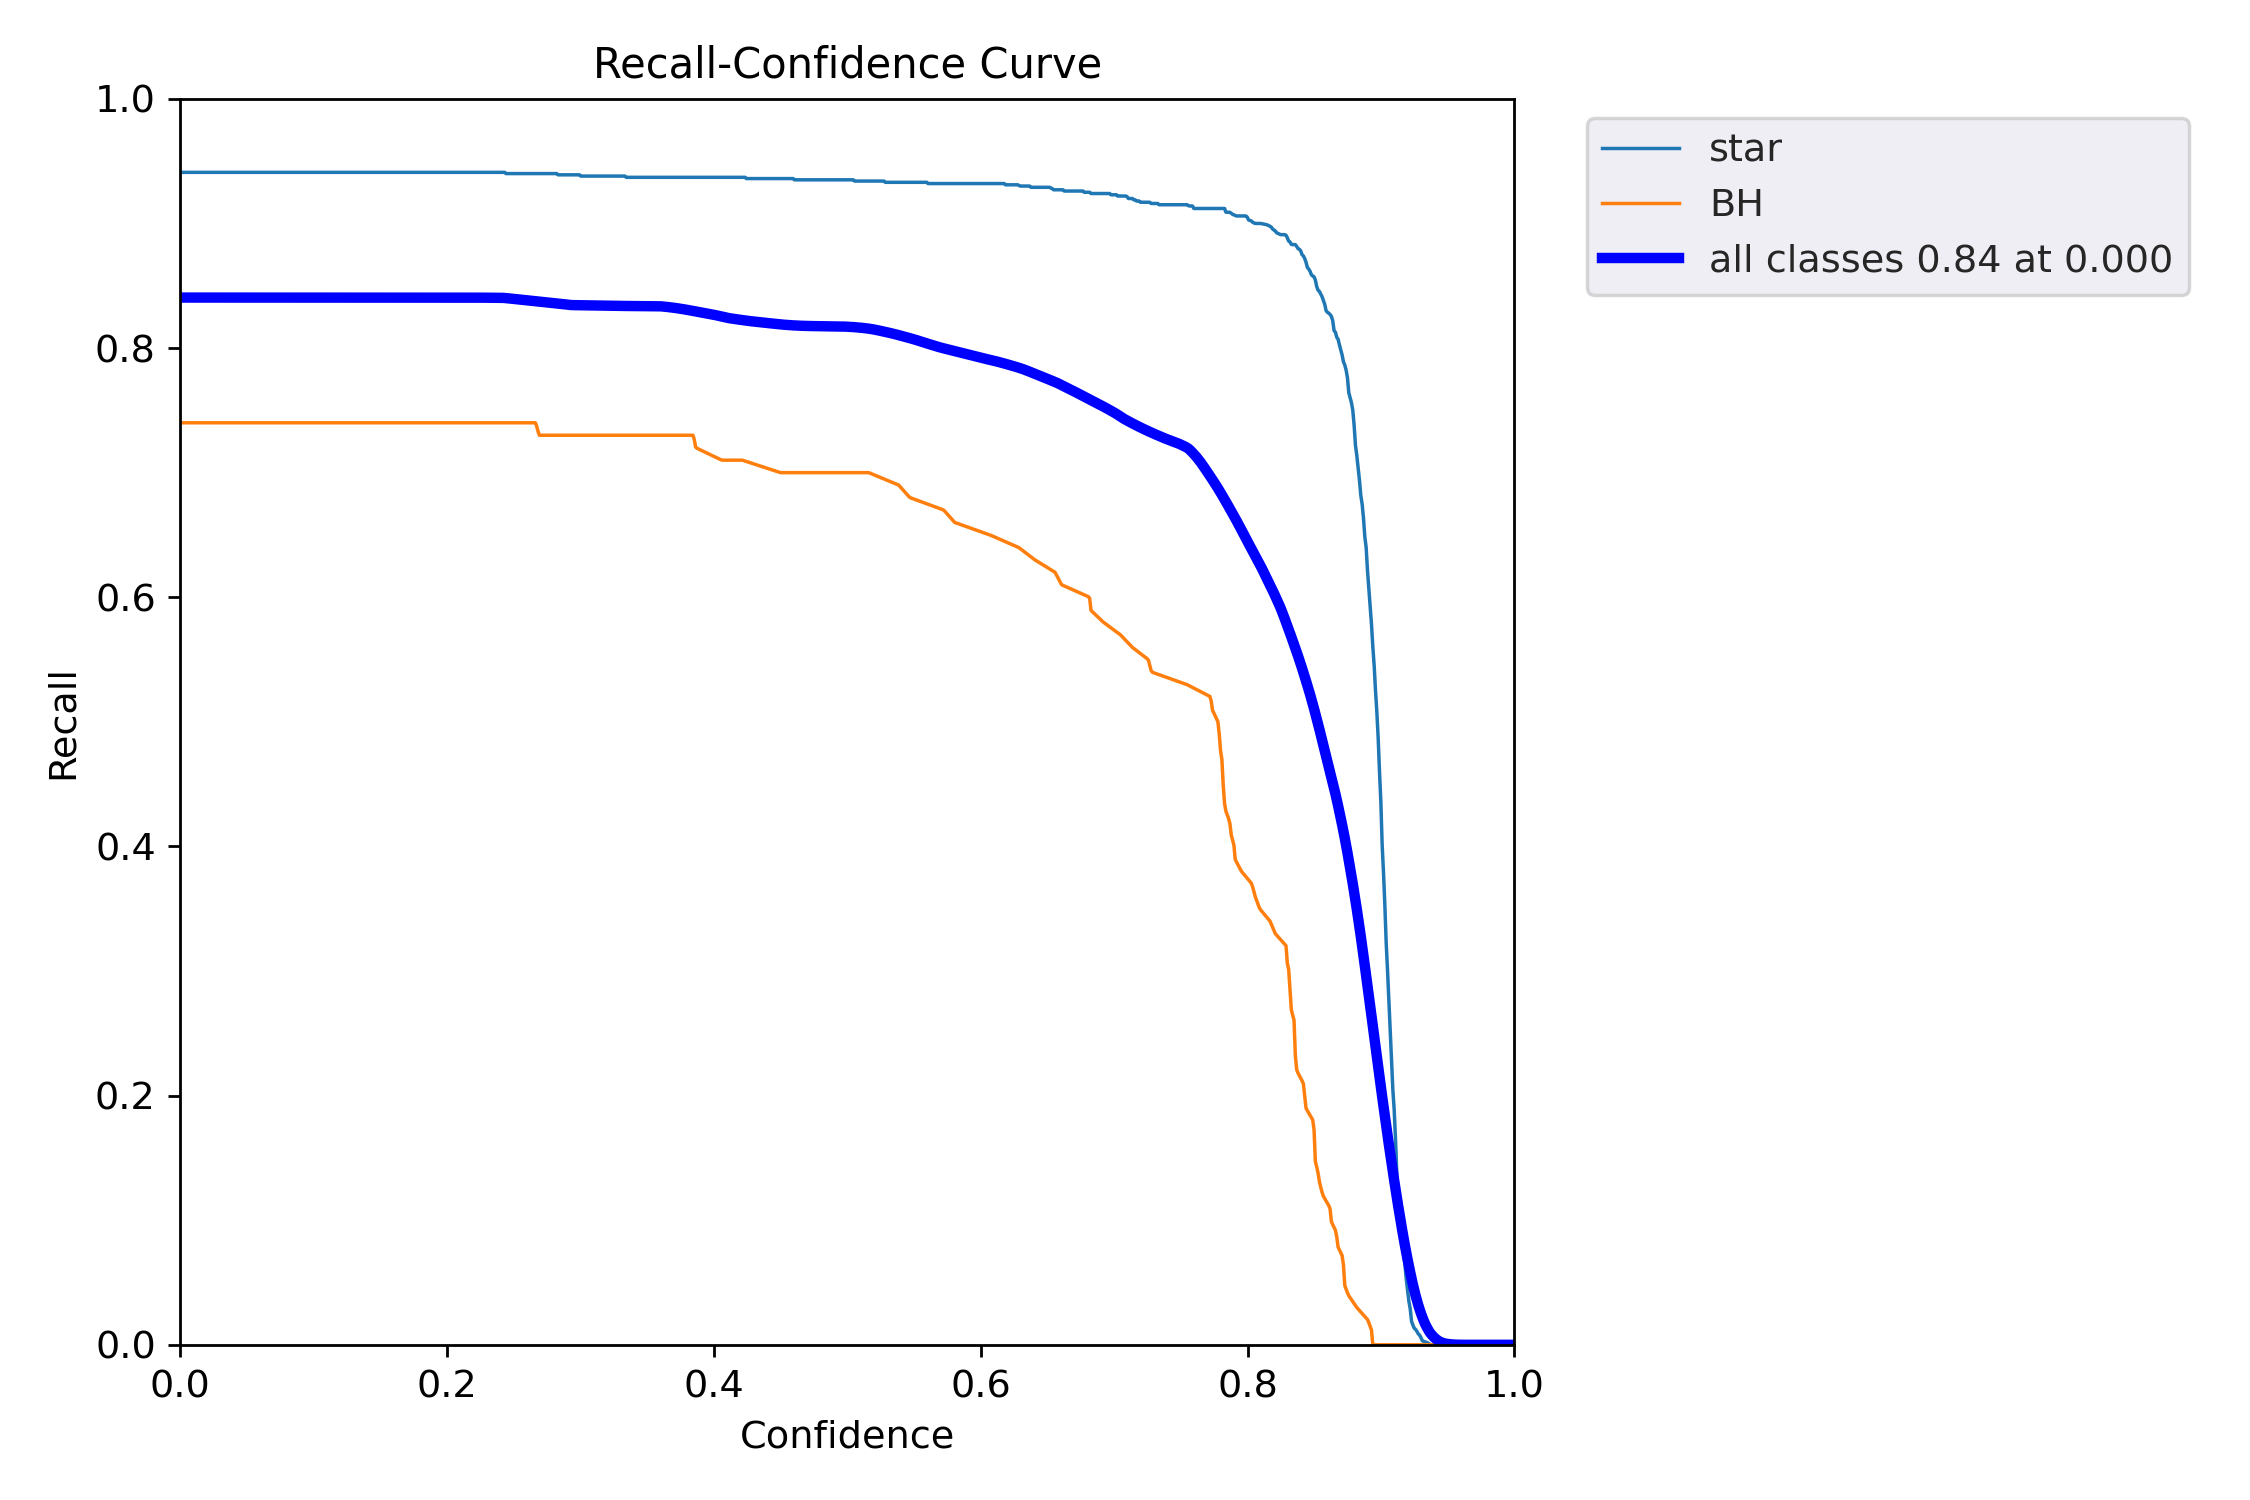 Recall-Confidence Curve
1.0
0.8
0.6
0.4
0.2
0.0
Recall
0.0 0.2 0.4 0.6 0.8 1.0
Confidence
star
BH
all classes 0.84 at 0.000